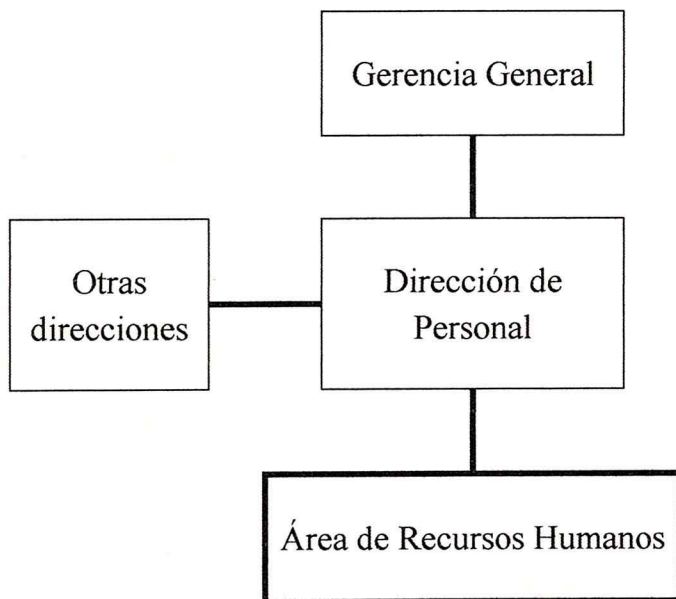 Gerencia General
Otras
direcciones
Dirección de
Personal
Área de Recursos Humanos